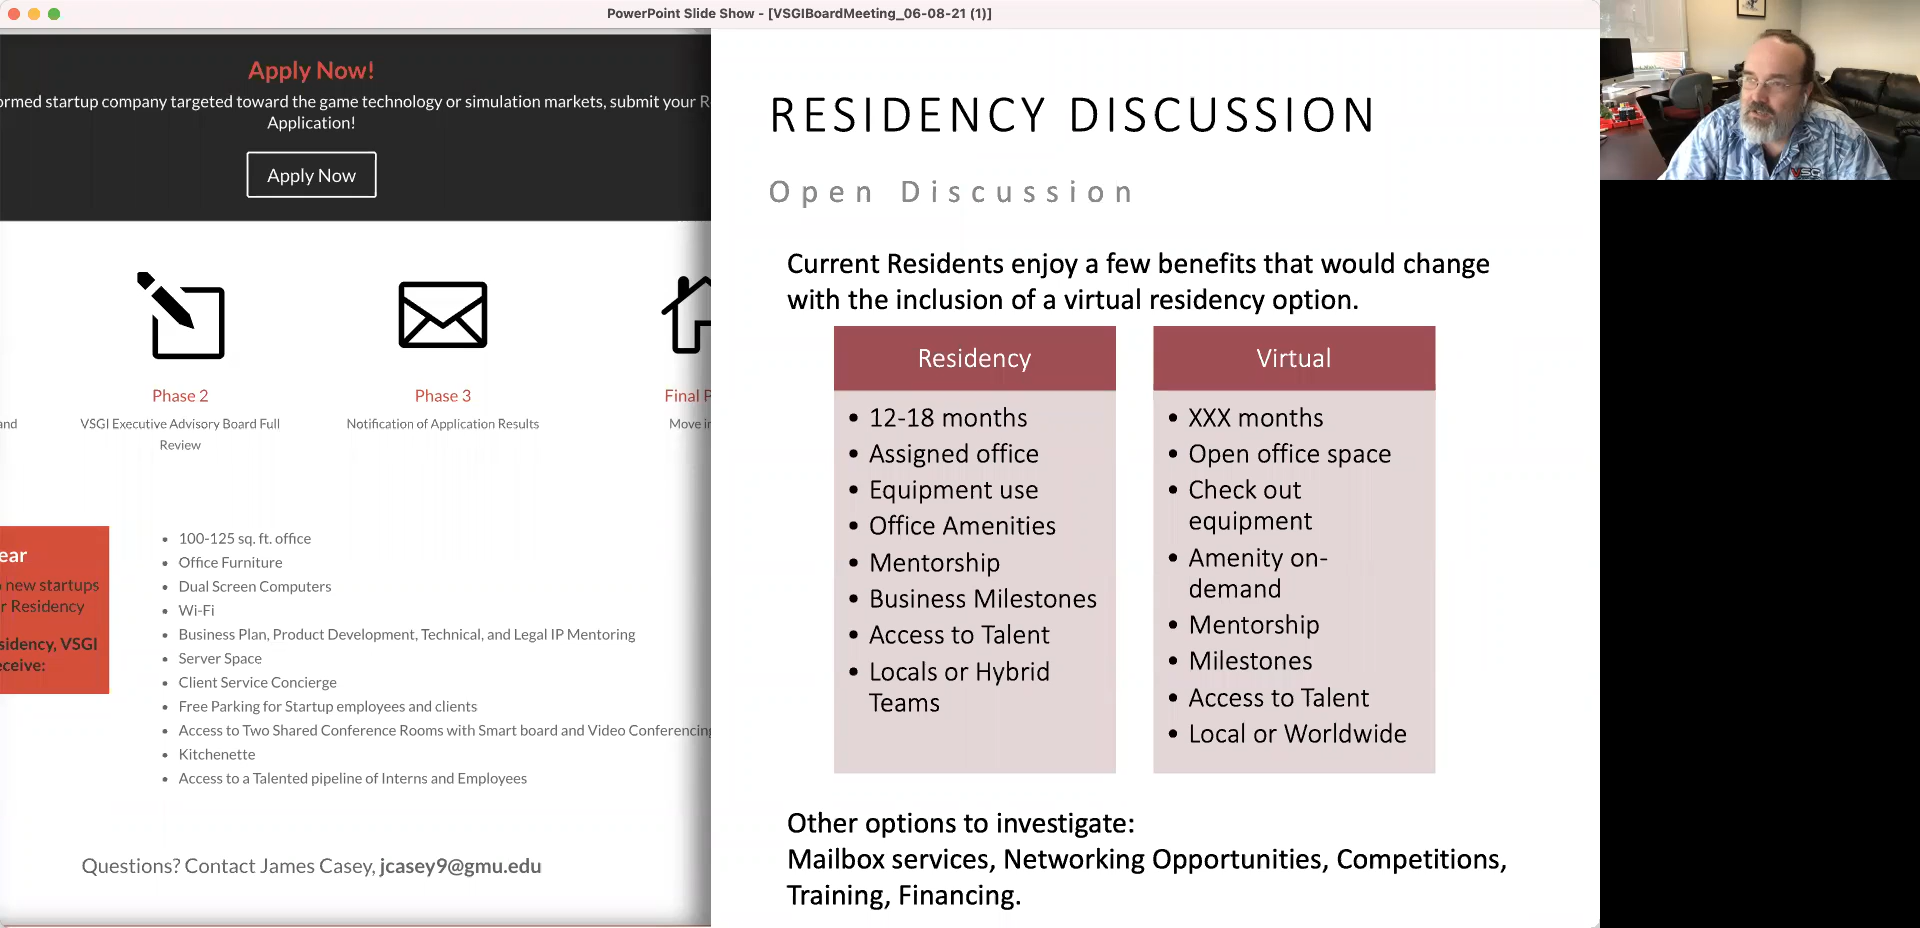 PowerPoint Slide Show - [VSGIBoardMeeting_06-08-21 (1)]
Apply Now!
ormed startup company targeted toward the game technology or simulation markets, submit your R
Application!
Apply Now
Phase 2
VSGI Executive Advisory Board Full
Review
Phase 3
Notification of Application Results
Final P
Move in
and
ear
new startups
r Residency
sidency, VSGI
eceive:
• 100-125 sq. ft. office
• Office Furniture
• Dual Screen Computers
• Wi-Fi
• Business Plan, Product Development, Technical, and Legal IP Mentoring
• Server Space
• Client Service Concierge
• Free Parking for Startup employees and clients
• Access to Two Shared Conference Rooms with Smart board and Video Conferencing
• Kitchenette
• Access to a Talented pipeline of Interns and Employees
Questions? Contact James Casey, jcasey9@gmu.edu
RESIDENCY DISCUSSION
Open Discussion
Current Residents enjoy a few benefits that would change
with the inclusion of a virtual residency option.
Residency
• 12-18 months
• Assigned office
• Equipment use
• Office Amenities
• Mentorship
• Business Milestones
• Access to Talent
• Locals or Hybrid
Teams
Virtual
• XXX months
• Open office space
• Check out
equipment
• Amenity on-
demand
• Mentorship
• Milestones
• Access to Talent
• Local or Worldwide
Other options to investigate:
Mailbox services, Networking Opportunities, Competitions,
Training, Financing.
VSG